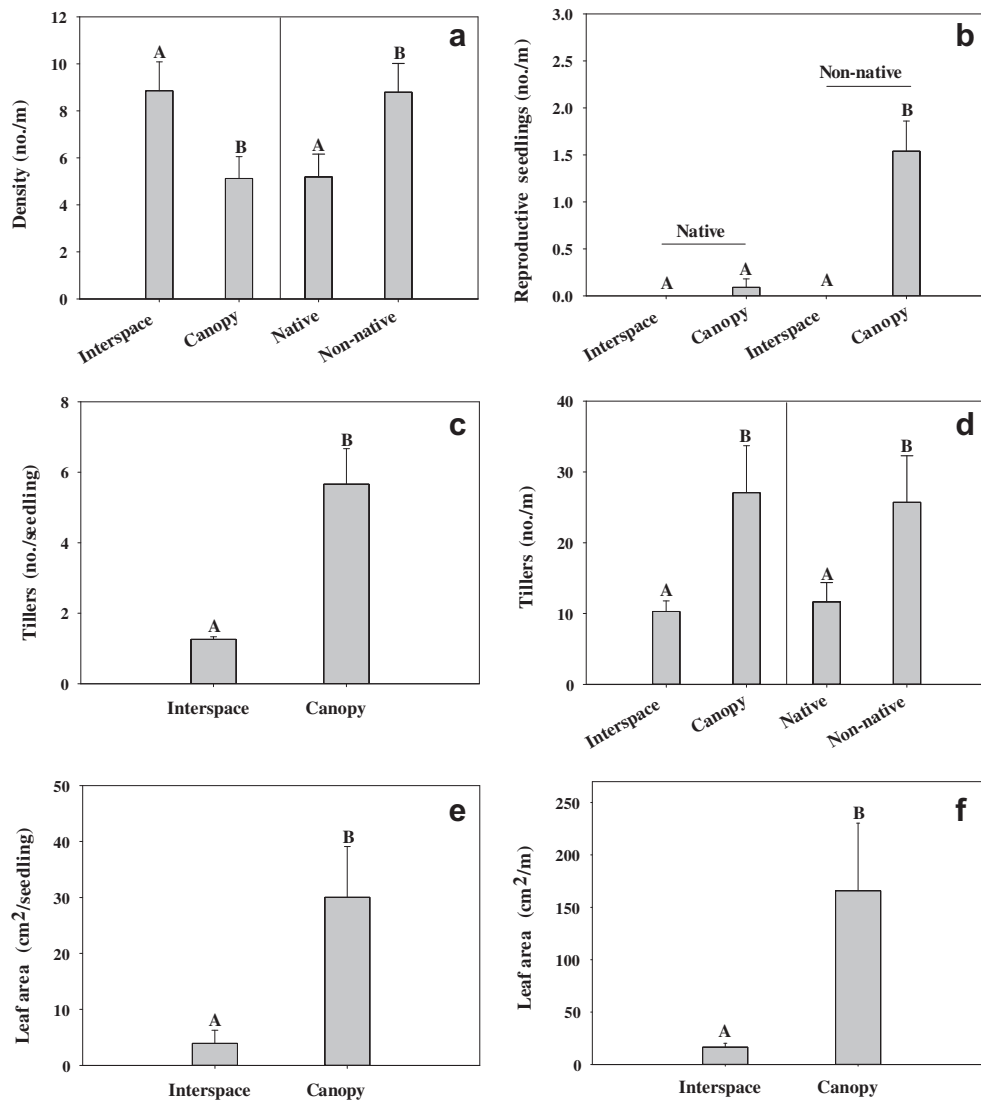 a
Density (no./m)
12
10
8
6
4
2
0
A
B
A
B
Interspace
Canopy
Native
Non-native
b
Reproductive seedlings (no./m)
3.0
2.5
2.0
1.5
1.0
0.5
0.0
Non-native
Native
A
A
A
B
Interspace
Canopy
Interspace
Canopy
c
Tillers (no./seedling)
8
6
4
2
0
A
B
Interspace
Canopy
d
Tillers (no./m)
40
30
20
10
0
A
B
A
B
Interspace
Canopy
Native
Non-native
e
Leaf area (cm²/seedling)
50
40
30
20
10
0
A
B
Interspace
Canopy
f
Leaf area (cm²/m)
250
200
150
100
50
0
A
B
Interspace
Canopy